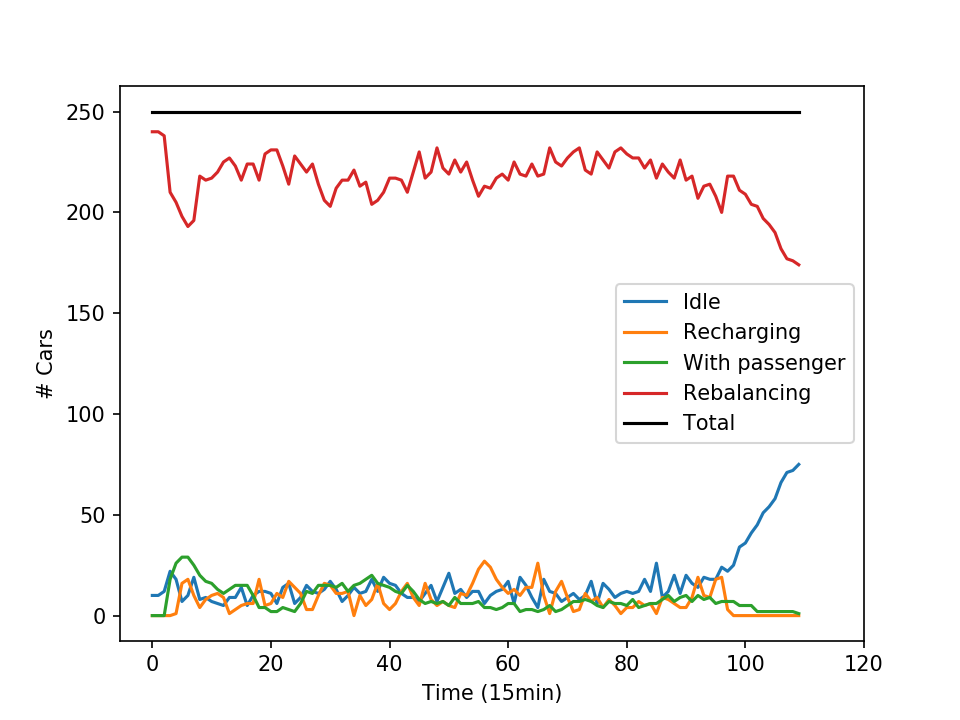 250
200
150
100
50
0
# Cars
Idle
Recharging
With passenger
Rebalancing
Total
0 20 40 60 80 100 120
Time (15min)